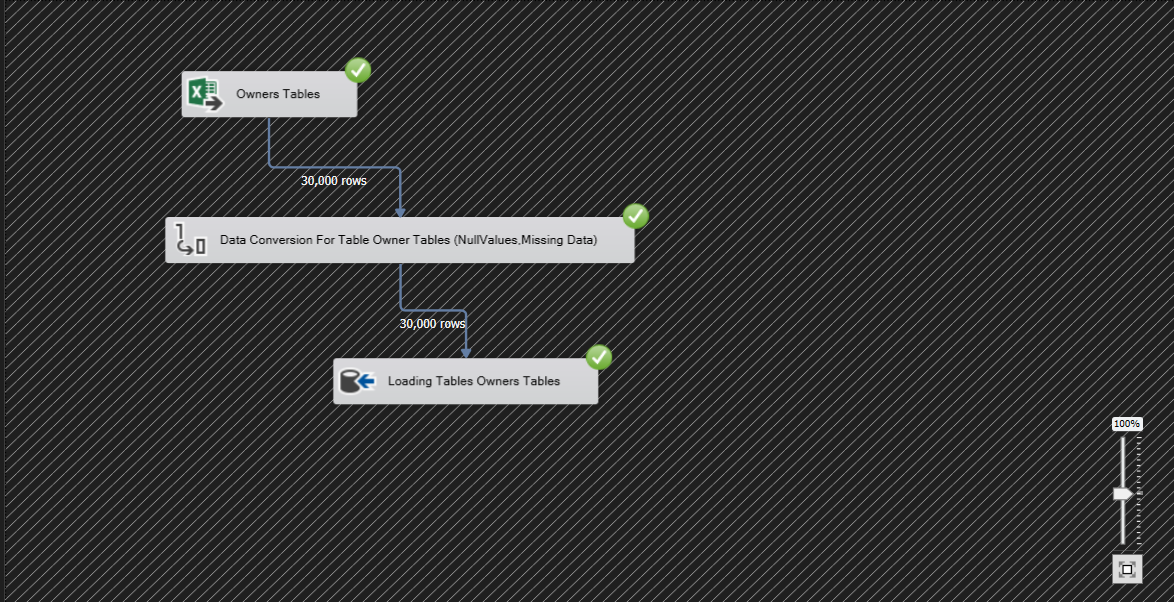 Owners Tables
30,000 rows
Data Conversion For Table Owner Tables (NullValues,Missing Data)
30,000 rows
Loading Tables Owners Tables
100%